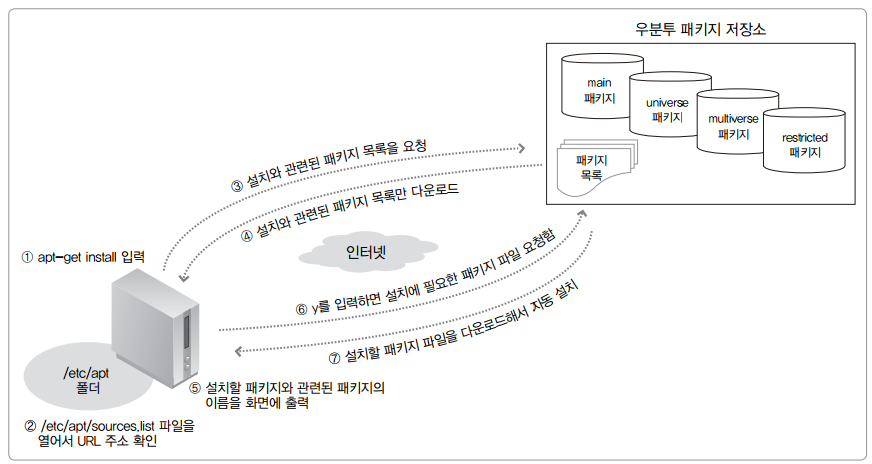 우분투 패키지 저장소
main
패키지
universe
패키지
multiverse
패키지
restricted
패키지
패키지
목록
③ 설치와 관련된 패키지 목록을 요청
④ 설치와 관련된 패키지 목록만 다운로드
인터넷
① apt-get install 입력
⑥ y를 입력하면 설치에 필요한 패키지 파일 요청함
⑦ 설치할 패키지 파일을 다운로드해서 자동 설치
/etc/apt
폴더
⑤ 설치할 패키지와 관련된 패키지의
이름을 화면에 출력
② /etc/apt/sources.list 파일을
열어서 URL 주소 확인